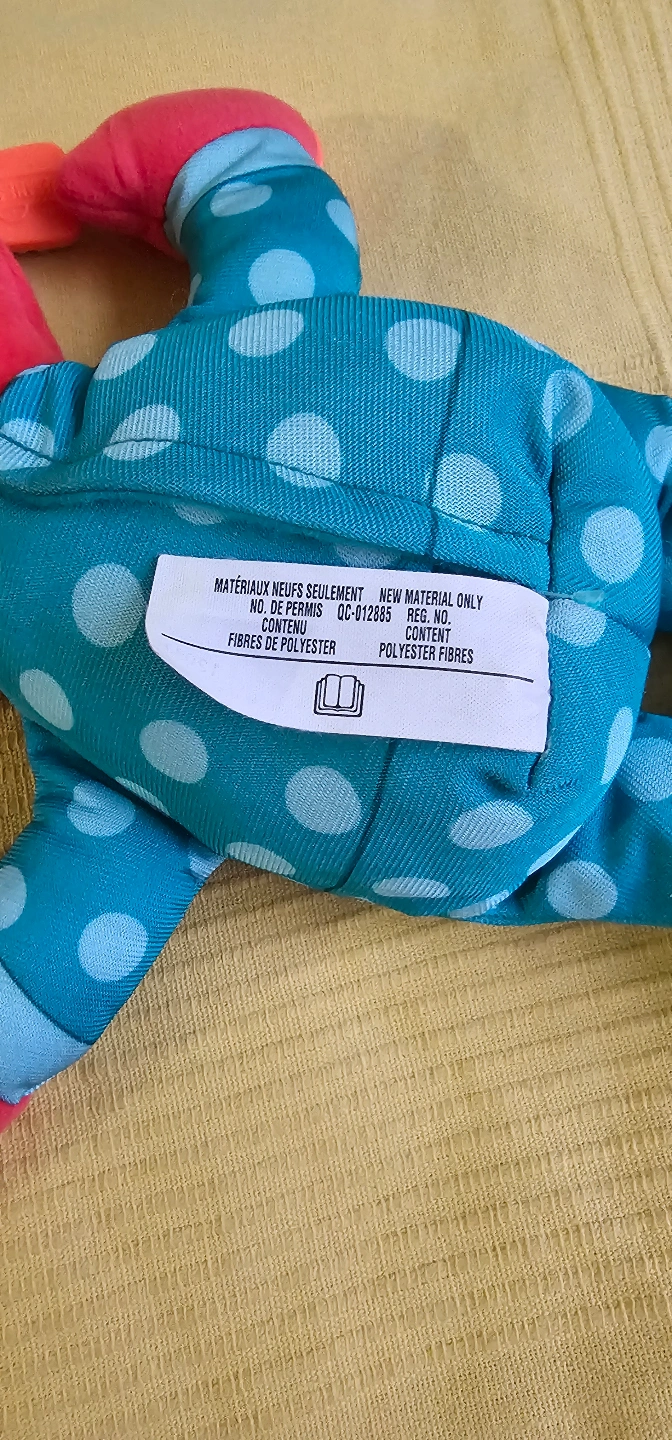 MATÉRIAUX NEUFS SEULEMENT NEW MATERIAL ONLY
NO. DE PERMIS QC-012885 REG. NO.
CONTENU CONTENT
FIBRES DE POLYESTER POLYESTER FIBRES